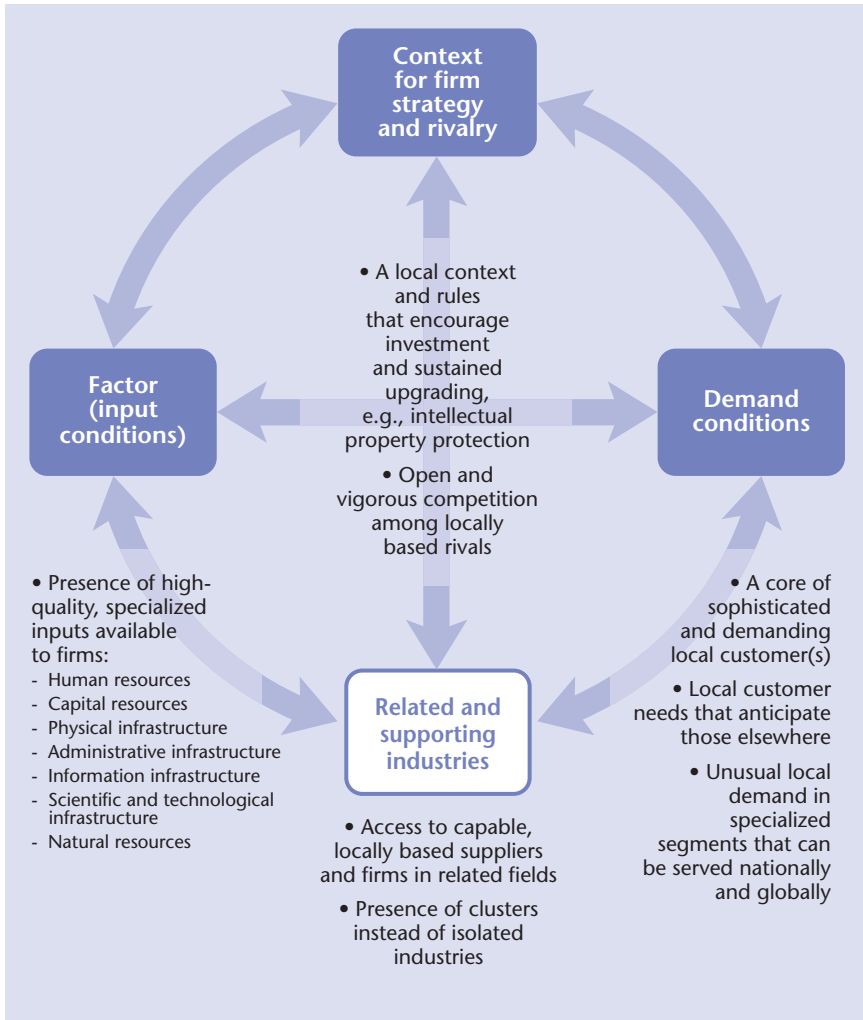 Context
for firm
strategy
and rivalry
• A local context
and rules
that encourage
investment
and sustained
upgrading,
e.g., intellectual
property protection
• Open and
vigorous competition
among locally
based rivals
Factor
(input
conditions)
Demand
conditions
• Presence of high-
quality, specialized
inputs available
to firms:
- Human resources
- Capital resources
- Physical infrastructure
- Administrative infrastructure
- Information infrastructure
- Scientific and technological
infrastructure
- Natural resources
Related and
supporting
industries
• Access to capable,
locally based suppliers
and firms in related fields
• Presence of clusters
instead of isolated
industries
• A core of
sophisticated
and demanding
local customer(s)
• Local customer
needs that anticipate
those elsewhere
• Unusual local
demand in
specialized
segments that can
be served nationally
and globally